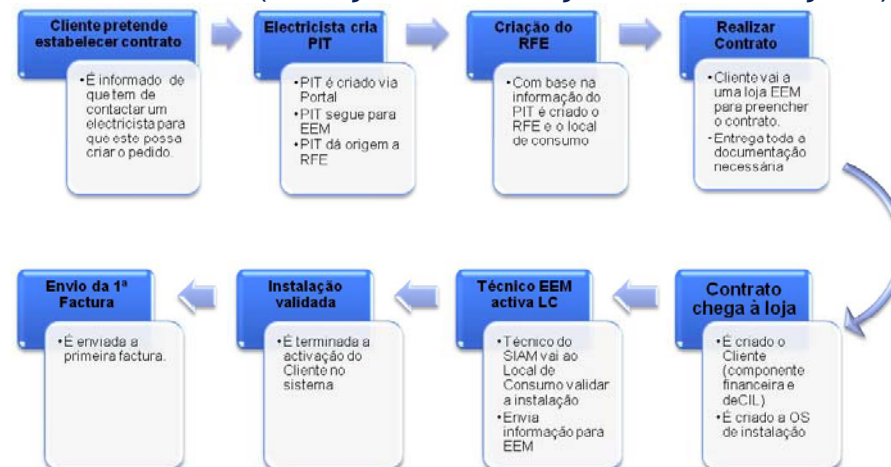 Cliente pretende
estabelecer contrato
•É informado de
que tem de
contactar um
electricista para
que este possa
criar o pedido.
Electricista cria
PIT
•PIT é criado via
Portal
•PIT segue para
EEM
•PIT dá origem a
RFE
Criação do
RFE
•Com base na
informação do
PIT é criado o
RFE e o local
de consumo
Realizar
Contrato
•Cliente vai a
uma loja EEM
para preencher
o contrato.
-Entrega toda a
documentação
necessária
Contrato
chega à loja
•É criado o
Cliente
(componente
financeira e
deCIL)
•É criado a OS
de instalação
Técnico EEM
activa LC
•Técnico do
SIAM vai ao
Local de
Consumo validar
a instalação
•Envia
informação para
EEM
Instalação
validada
•É terminada a
activação do
Cliente no
sistema
Envio da 1ª
Factura
•É enviada a
primeira factura.